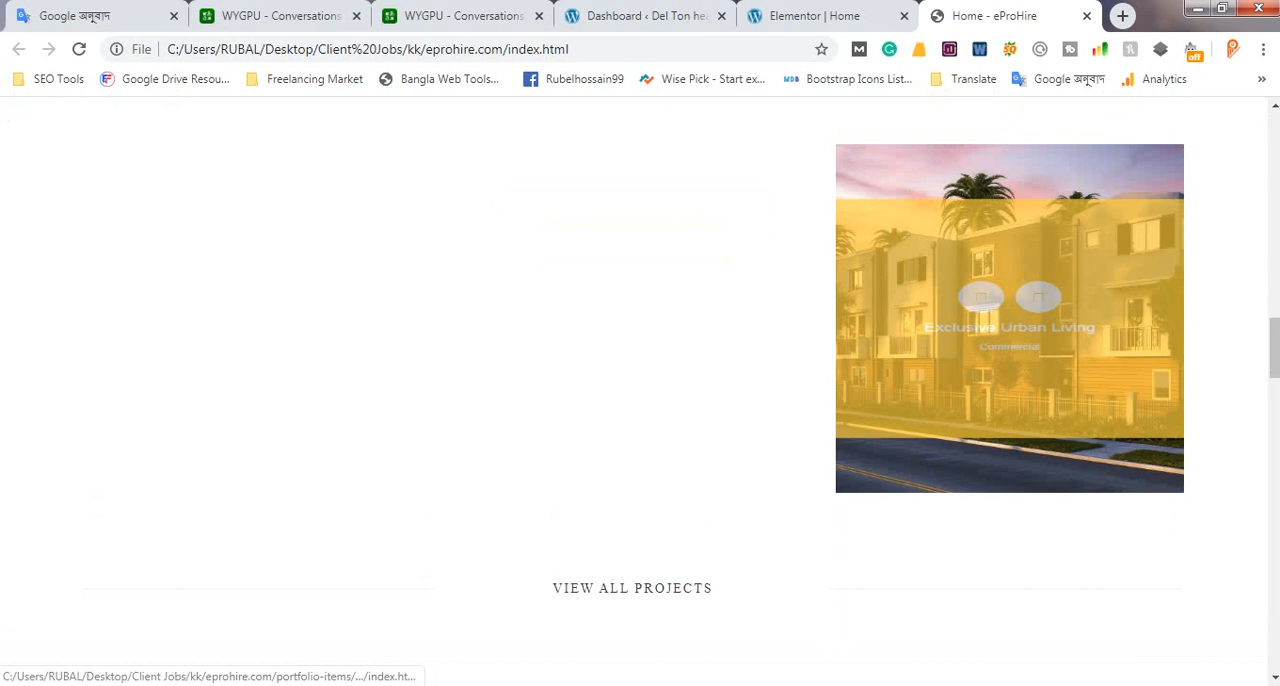 Google অনুবাদ
WYGPU - Conversations
WYGPU - Conversations
Dashboard ‹ Del Ton hea
Elementor | Home
Home - eProHire
File
C:/Users/RUBAL/Desktop/Client%20Jobs/kk/eprohire.com/index.html
SEO Tools
Google Drive Resou...
Freelancing Market
Bangla Web Tools...
Rubelhossain99
Wise Pick - Start ex...
MDB
Bootstrap Icons List...
Translate
Google অনুবাদ
Analytics
»
off
Exclusive Urban Living
Commercial
VIEW ALL PROJECTS
C:/Users/RUBAL/Desktop/Client Jobs/kk/eprohire.com/portfolio-items/.../index.ht...